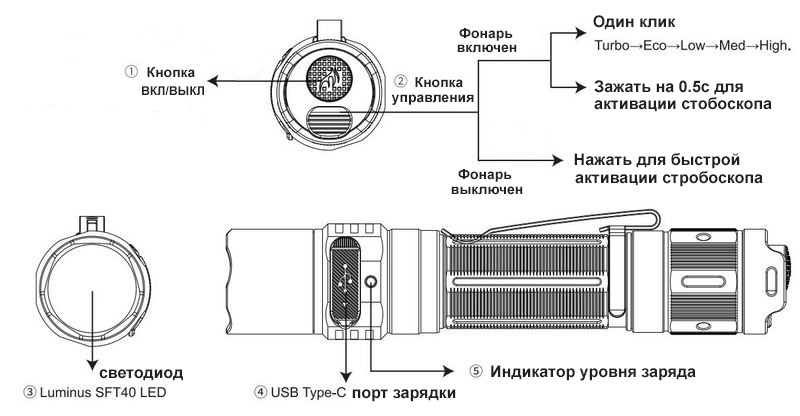 ① Кнопка
вкл/выкл
② Кнопка
управления
Фонарь
включен
Один клик
Turbo→Eco→Low→Med→High.
Зажать на 0.5с для
активации стобоскопа
Фонарь
выключен
Нажать для быстрой
активации стробоскопа
светодиод
③ Luminus SFT40 LED
④ USB Type-C порт зарядки
⑤ Индикатор уровня заряда